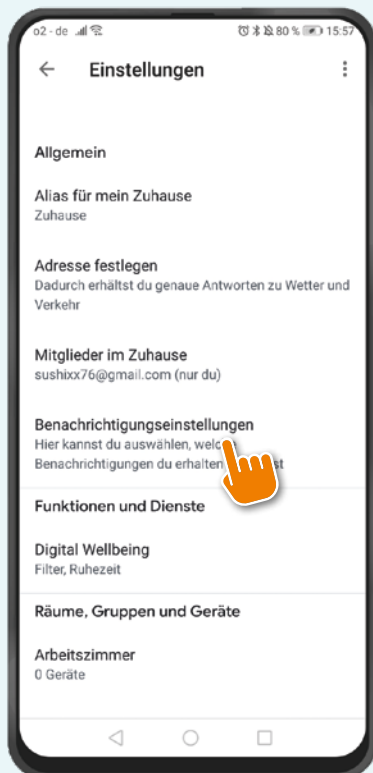 o2 - de 80 % 15:57
Einstellungen
Allgemein
Alias für mein Zuhause
Zuhause
Adresse festlegen
Dadurch erhältst du genaue Antworten zu Wetter und
Verkehr
Mitglieder im Zuhause
sushixx76@gmail.com (nur du)
Benachrichtigungseinstellungen
Hier kannst du auswählen,
Benachrichtigungen du erhalten
Funktionen und Dienste
Digital Wellbeing
Filter, Ruhezeit
Räume, Gruppen und Geräte
Arbeitszimmer
0 Geräte